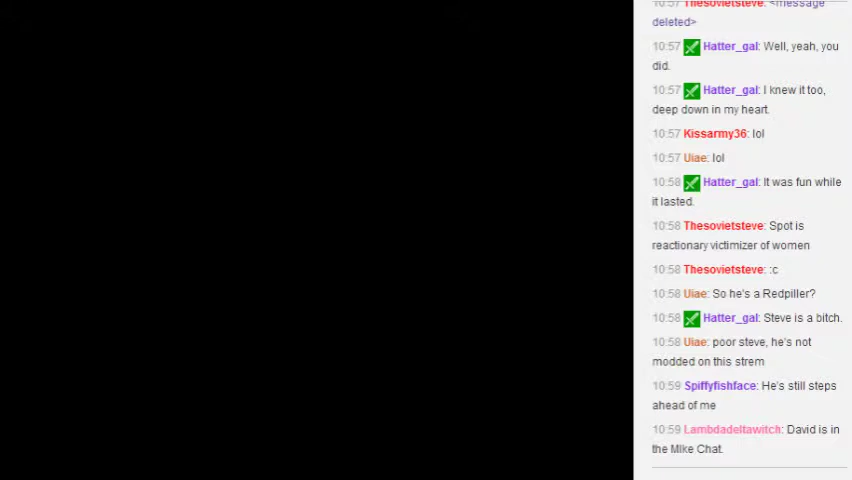 10:57 Thesovietsteve: <message
deleted>
10:57 Hatter_gal: Well, yeah, you
did.
10:57 Hatter_gal: I knew it too,
deep down in my heart.
10:57 Kissarmy36: lol
10:57 Uiae: lol
10:58 Hatter_gal: It was fun while
it lasted.
10:58 Thesovietsteve: Spot is
reactionary victimizer of women
10:58 Thesovietsteve: :c
10:58 Uiae: So he's a Redpiller?
10:58 Hatter_gal: Steve is a bitch.
10:58 Uiae: poor steve, he's not
modded on this strem
10:59 Spiffyfishface: He's still steps
ahead of me
10:59 Lambdadeltawitch: David is in
the Mike Chat.